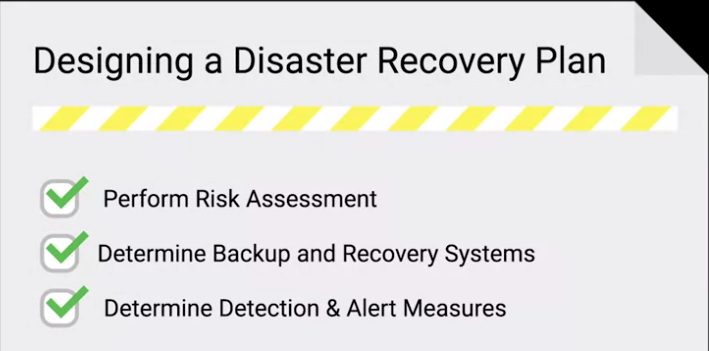 Designing a Disaster Recovery Plan
Perform Risk Assessment
Determine Backup and Recovery Systems
Determine Detection & Alert Measures